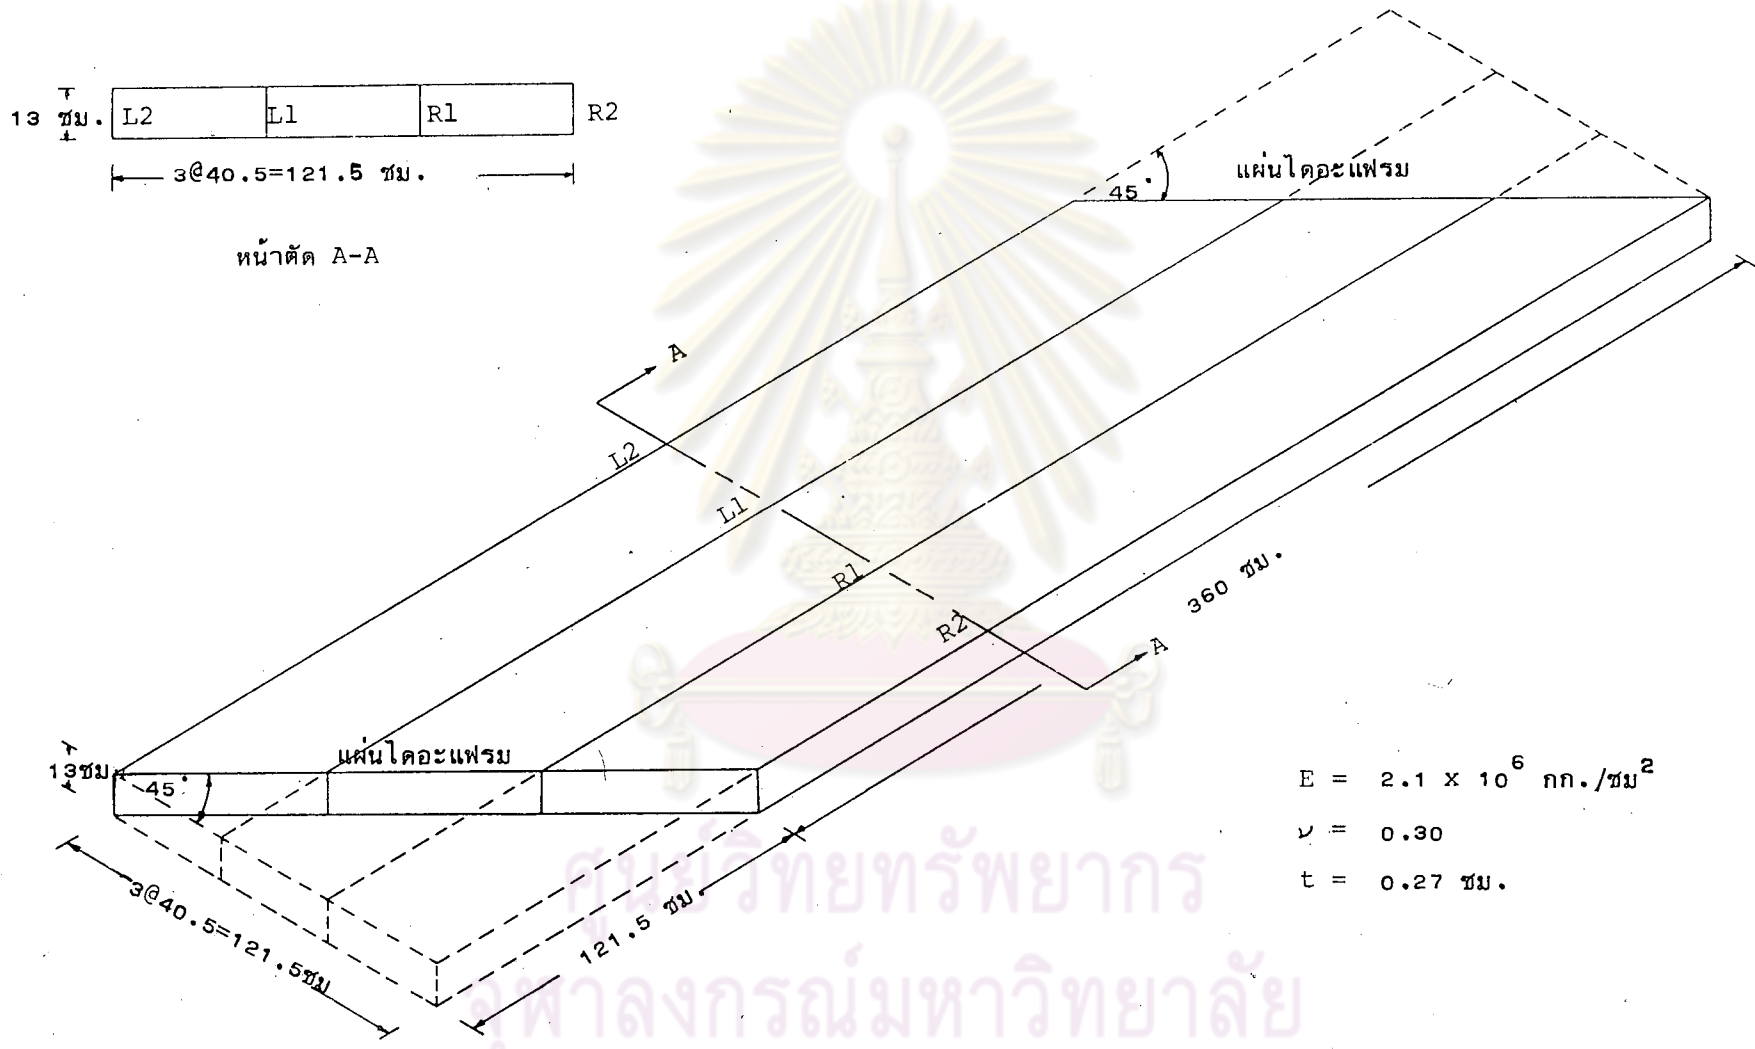 13 ซม.
L2 L1 R1 R2
3@40.5=121.5 ซม.
หน้าตัด A-A
45°
แผ่นไดอะแฟรม
A
L2
L1
R1
R2
A
360 ซม.
13ซม
แผ่นไดอะแฟรม
45°
3@40.5=121.5ซม
121.5 ซม.
E = 2.1 X 10⁶ กก./ซม²
ν = 0.30
t = 0.27 ซม.
ศูนย์วิทยทรัพยากร
จุฬาลงกรณ์มหาวิทยาลัย